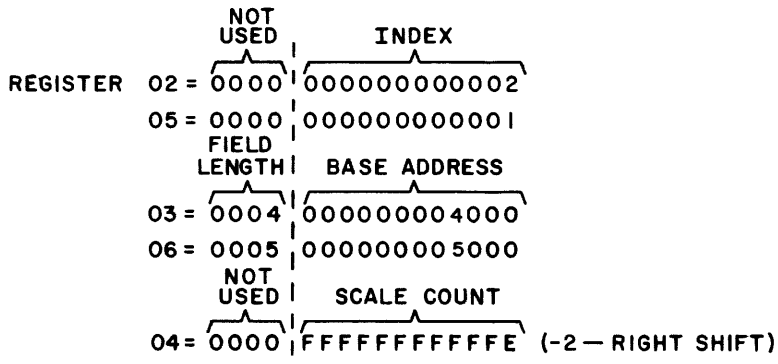 NOT
USED INDEX
REGISTER 02 = 0000 000000000002
05 = 0000 000000000001
FIELD
LENGTH BASE ADDRESS
03 = 0004 000000004000
06 = 0005 000000005000
NOT
USED SCALE COUNT
04 = 0000 FFFFFFFFFFFE (-2 — RIGHT SHIFT)